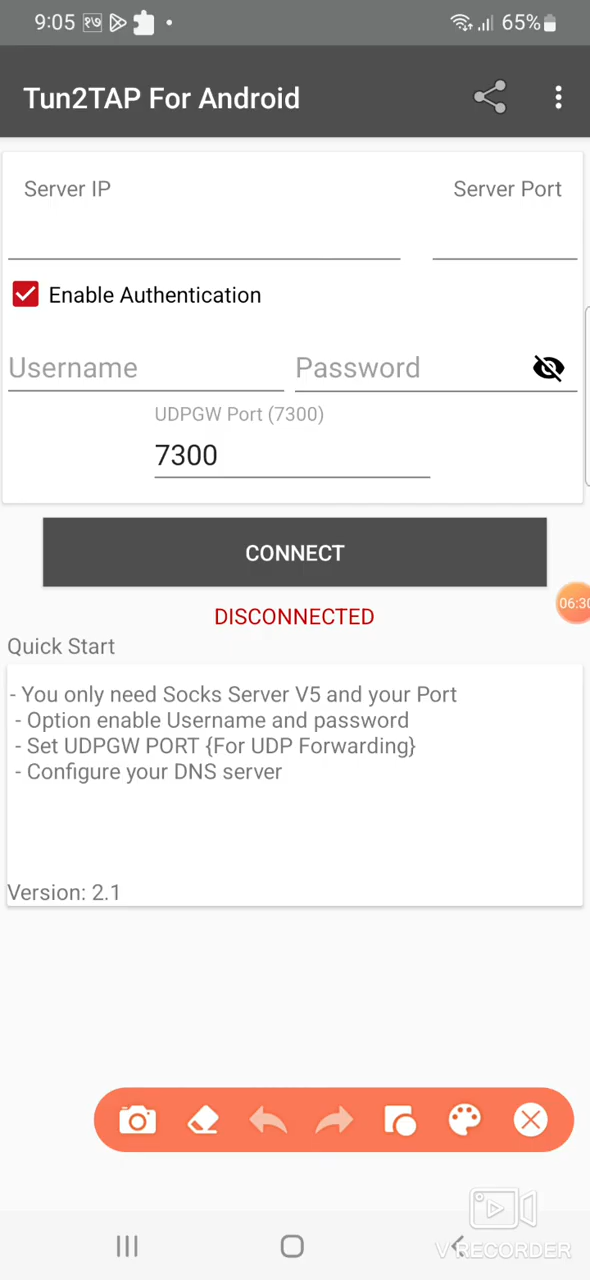 9:05 १७ 65%
Tun2TAP For Android
Server IP Server Port
Enable Authentication
Username Password
UDPGW Port (7300)
7300
CONNECT
DISCONNECTED
06:30
Quick Start
- You only need Socks Server V5 and your Port
- Option enable Username and password
- Set UDPGW PORT {For UDP Forwarding}
- Configure your DNS server
Version: 2.1
V RECORDER